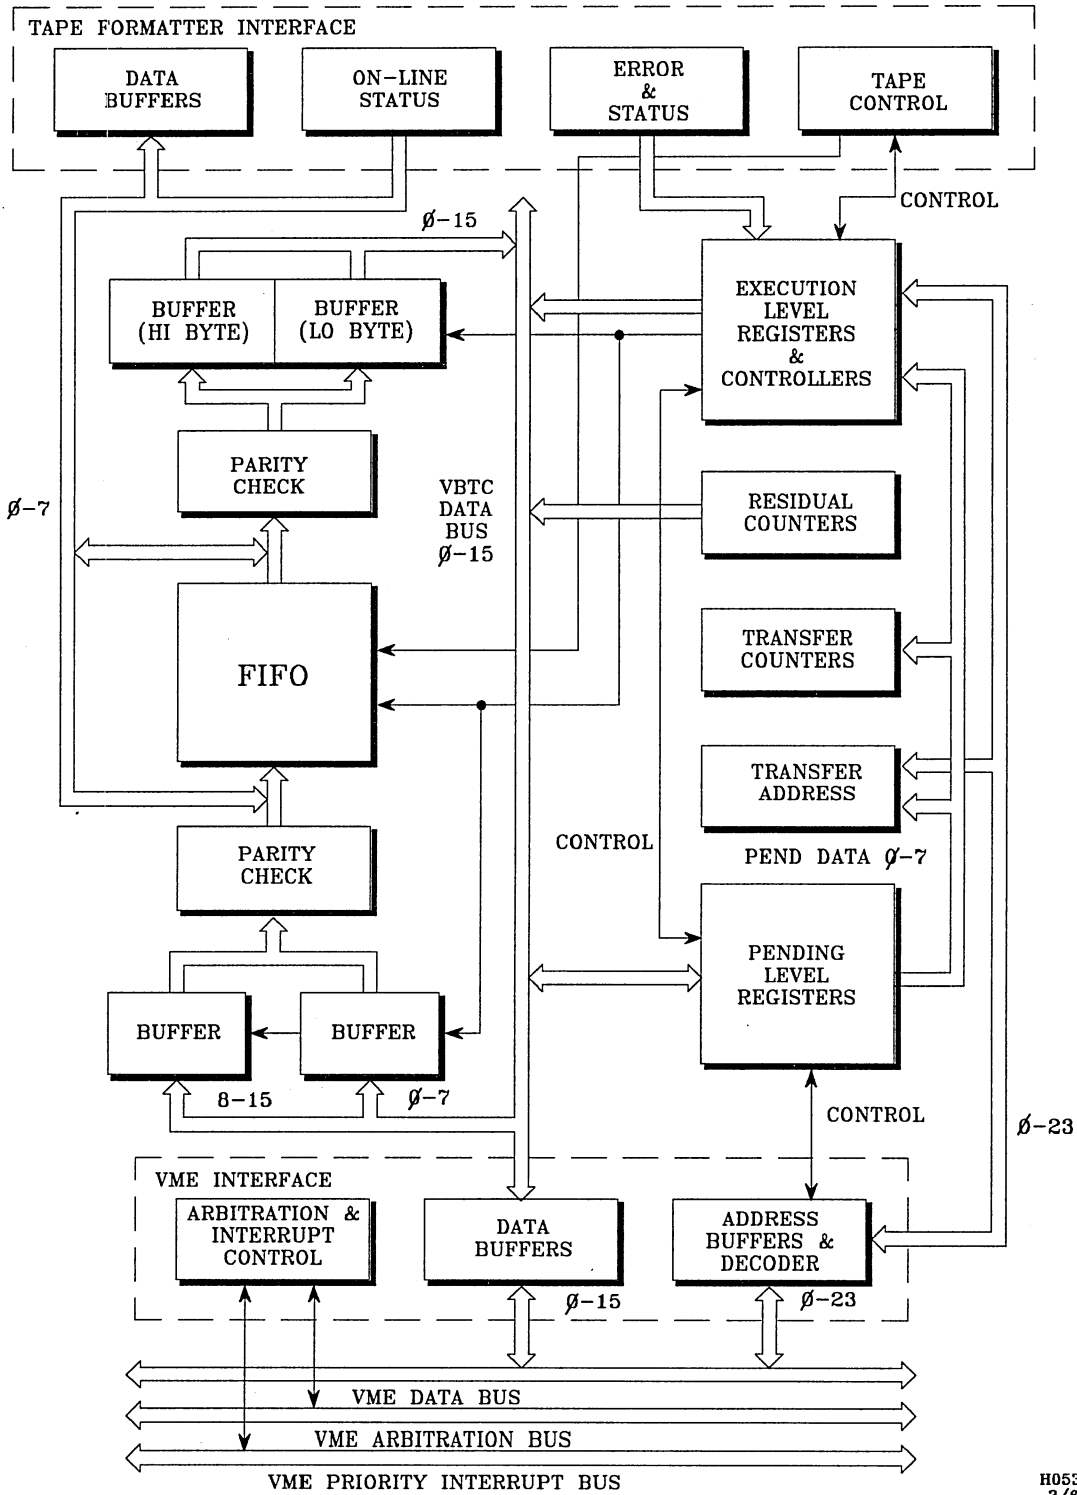 TAPE FORMATTER INTERFACE
DATA
BUFFERS
ON-LINE
STATUS
ERROR
&
STATUS
TAPE
CONTROL
CONTROL
Ø-15
BUFFER
(HI BYTE)
BUFFER
(LO BYTE)
EXECUTION
LEVEL
REGISTERS
&
CONTROLLERS
PARITY
CHECK
Ø-7
VBTC
DATA
BUS
Ø-15
RESIDUAL
COUNTERS
FIFO
TRANSFER
COUNTERS
TRANSFER
ADDRESS
PARITY
CHECK
CONTROL
PEND DATA Ø-7
PENDING
LEVEL
REGISTERS
BUFFER
BUFFER
8-15
Ø-7
CONTROL
Ø-23
VME INTERFACE
ARBITRATION &
INTERRUPT
CONTROL
DATA
BUFFERS
ADDRESS
BUFFERS &
DECODER
Ø-15
Ø-23
VME DATA BUS
VME ARBITRATION BUS
VME PRIORITY INTERRUPT BUS
H053